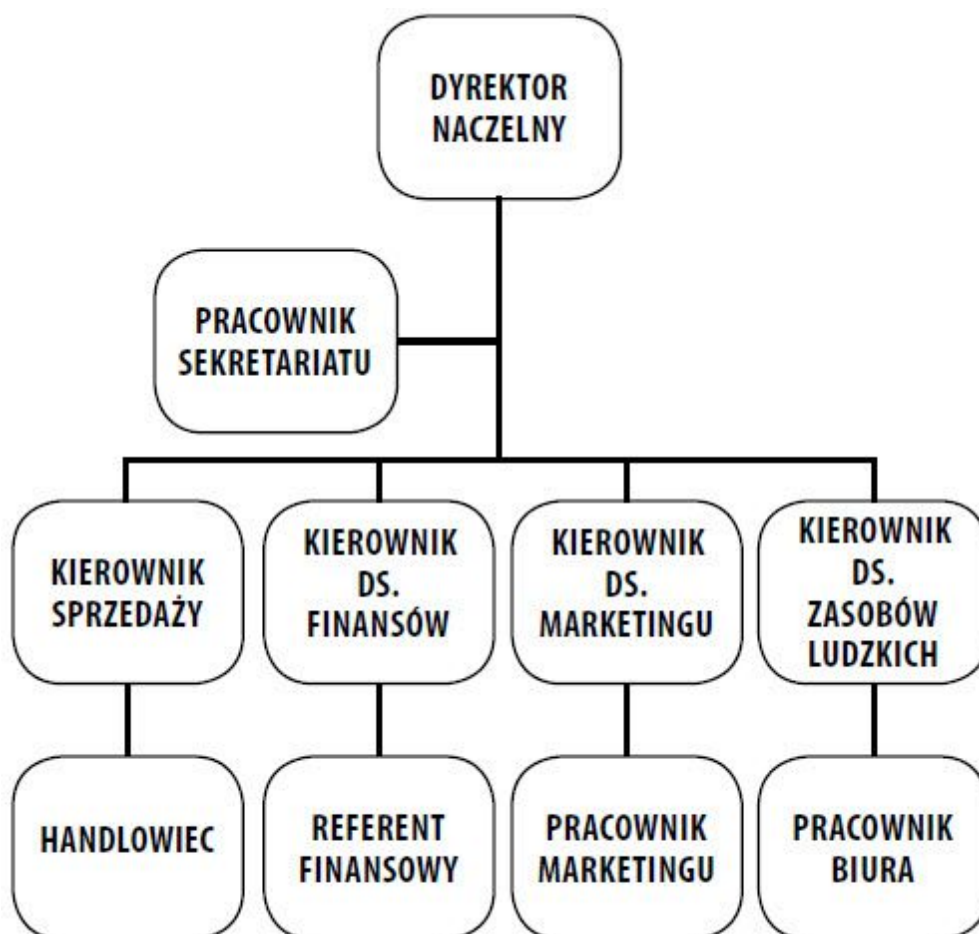 DYREKTOR
NACZELNY
PRACOWNIK
SEKRETARIATU
KIEROWNIK
SPRZEDAŻY
KIEROWNIK
DS.
FINANSÓW
KIEROWNIK
DS.
MARKETINGU
KIEROWNIK
DS.
ZASOBÓW
LUDZKICH
HANDLOWIEC
REFERENT
FINANSOWY
PRACOWNIK
MARKETINGU
PRACOWNIK
BIURA